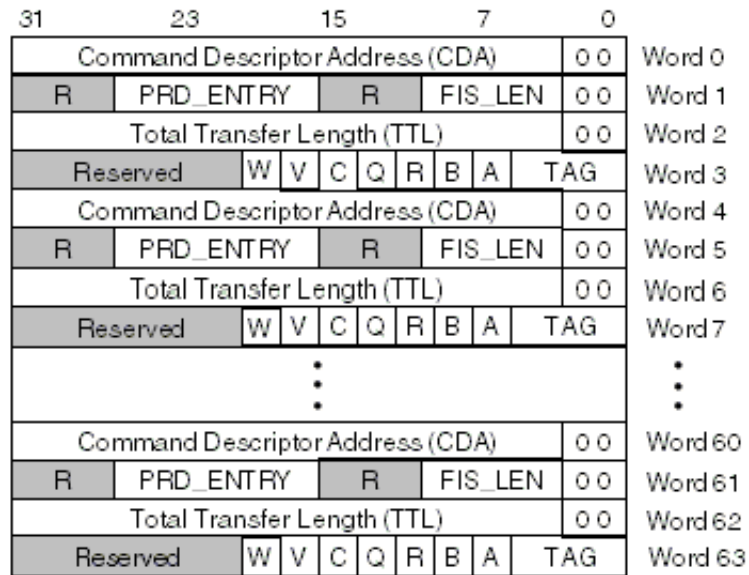 31 23 15 7 0
Command Descriptor Address (CDA) 0 0 Word 0
R PRD_ENTRY R FIS_LEN 0 0 Word 1
Total Transfer Length (TTL) 0 0 Word 2
Reserved W V C Q R B A TAG Word 3
Command Descriptor Address (CDA) 0 0 Word 4
R PRD_ENTRY R FIS_LEN 0 0 Word 5
Total Transfer Length (TTL) 0 0 Word 6
Reserved W V C Q R B A TAG Word 7
Command Descriptor Address (CDA) 0 0 Word 60
R PRD_ENTRY R FIS_LEN 0 0 Word 61
Total Transfer Length (TTL) 0 0 Word 62
Reserved W V C Q R B A TAG Word 63